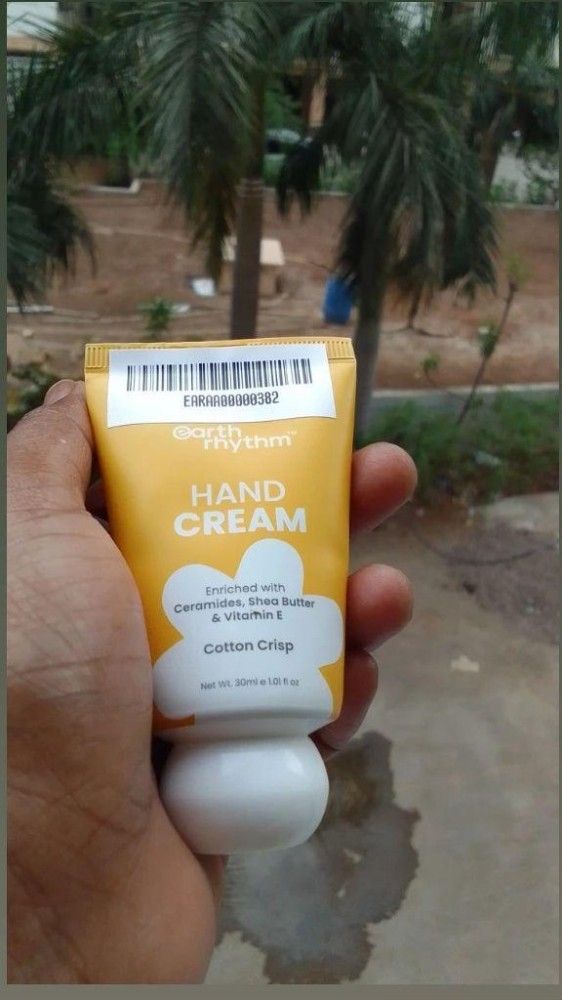 EARAA00000382
earth
rhythm™
HAND
CREAM
Enriched with
Ceramides, Shea Butter
& Vitamin E
Cotton Crisp
Net Wt. 30ml e 1.01 fl oz